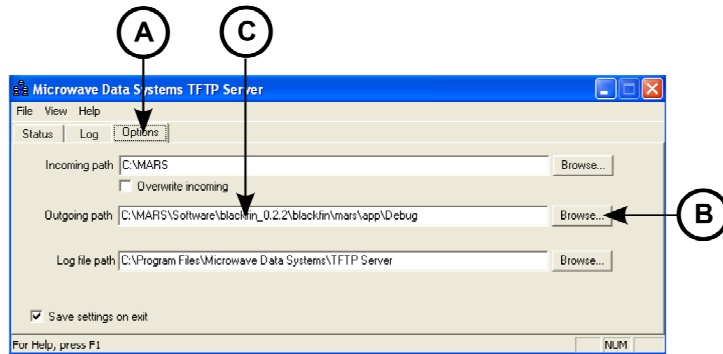 A
C
Microwave Data Systems TFTP Server
File View Help
Status Log Options
Incoming path C:\MARS Browse...
Overwrite incoming
Outgoing path C:\MARS\Software\blackfin_0.2.2\blackfin\mars\app\Debug Browse...
B
Log file path C:\Program Files\Microwave Data Systems\TFTP Server Browse...
Save settings on exit
For Help, press F1 NUM